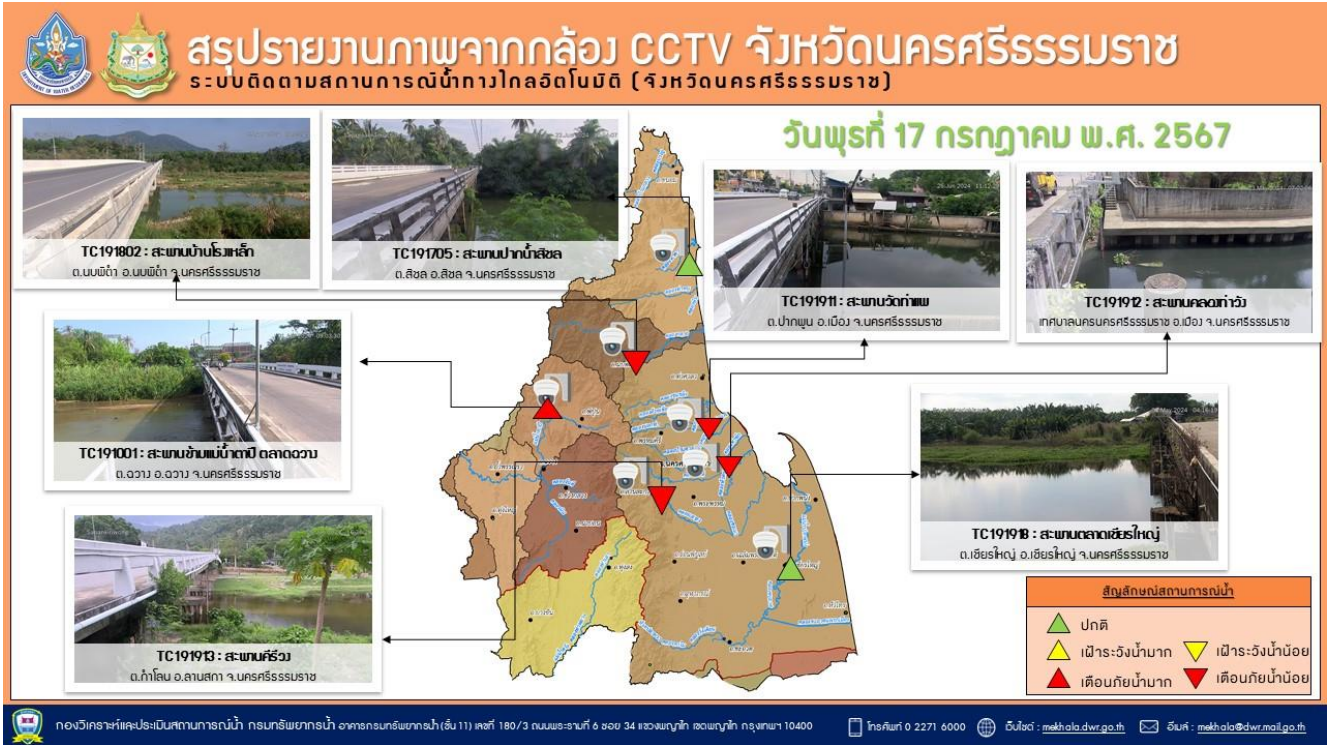 สรุปรายงานภาพจากกล้อง CCTV จังหวัดนครศรีธรรมราช
ระบบติดตามสถานการณ์น้ำทางไกลอัตโนมัติ (จังหวัดนครศรีธรรมราช)
วันพุธที่ 17 กรกฎาคม พ.ศ. 2567
TC191802 : สะพานบ้านโรงเหล็ก
ต.นบพิตำ อ.นบพิตำ จ.นครศรีธรรมราช
TC191705 : สะพานปากน้ำสิชล
ต.สิชล อ.สิชล จ.นครศรีธรรมราช
TC191911 : สะพานวัดท่าแพ
ต.ปากพูน อ.เมือง จ.นครศรีธรรมราช
TC191912 : สะพานคลองท่าวัง
เทศบาลนครนครศรีธรรมราช อ.เมือง จ.นครศรีธรรมราช
TC191001 : สะพานข้ามแม่น้ำตาปี ตลาดฉวาง
ต.ฉวาง อ.ฉวาง จ.นครศรีธรรมราช
TC191918 : สะพานตลาดเชียรใหญ่
ต.เชียรใหญ่ อ.เชียรใหญ่ จ.นครศรีธรรมราช
TC191913 : สะพานคีรีวง
ต.กำโลน อ.ลานสกา จ.นครศรีธรรมราช
สัญลักษณ์สถานการณ์น้ำ
ปกติ
เฝ้าระวังน้ำมาก เฝ้าระวังน้ำน้อย
เตือนภัยน้ำมาก เตือนภัยน้ำน้อย
กองวิเคราะห์และประเมินสถานการณ์น้ำ กรมทรัพยากรน้ำ อาคารกรมทรัพยากรน้ำ (ชั้น 11) เลขที่ 180/3 ถนนพระรามที่ 6 ซอย 34 แขวงพญาไท เขตพญาไท กรุงเทพฯ 10400 โทรศัพท์ 0 2271 6000 เว็บไซต์ : mekhala.dwr.go.th อีเมล์ : mekhala@dwr.mail.go.th